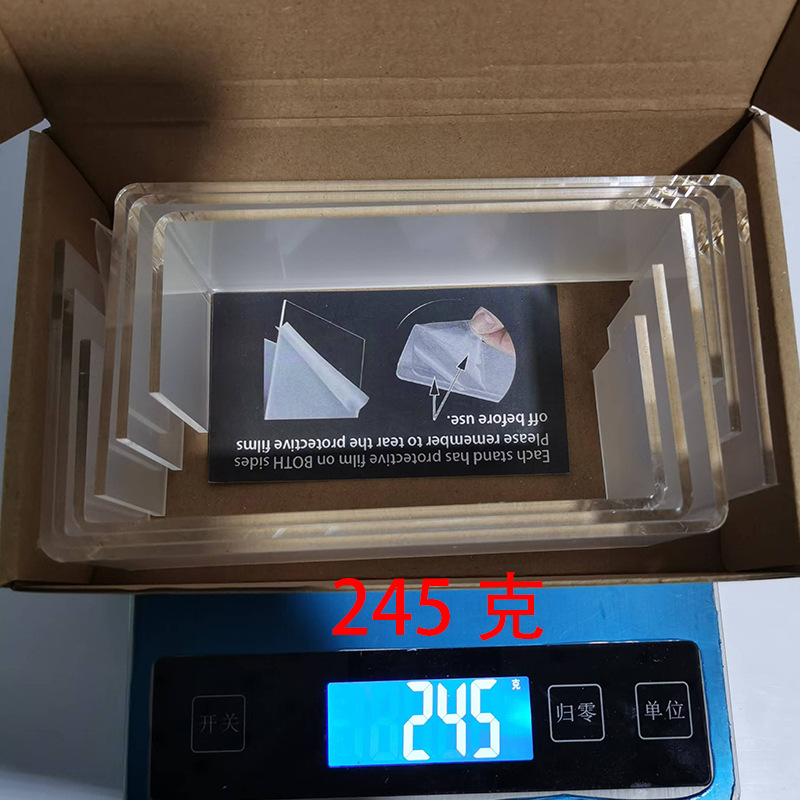 Each stand has protective film on BOTH sides
Please remember to tear the protective films
off before use.
245 克
开关
245
克
归零
单位